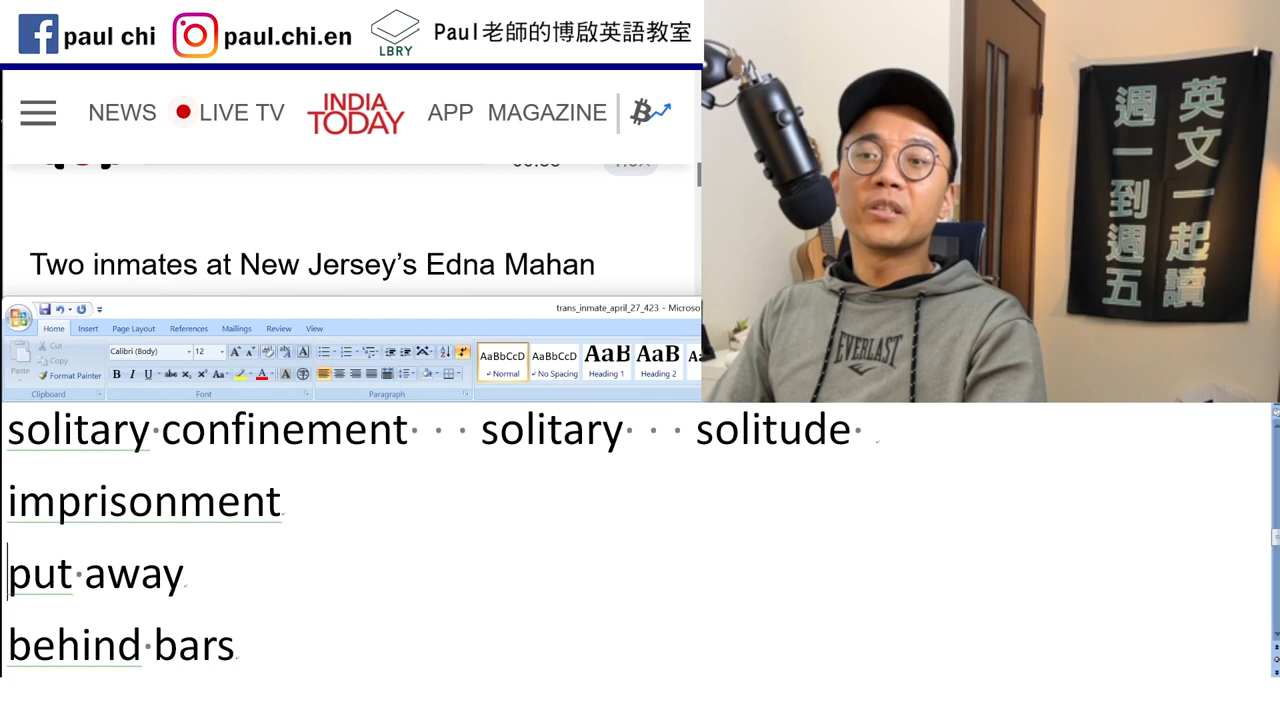 paul chi
paul.chi.en
LBRY
Paul老師的博啟英語教室
NEWS LIVE TV INDIA TODAY APP MAGAZINE
Two inmates at New Jersey’s Edna Mahan
trans_inmate_april_27_423 - Microso
Home Insert Page Layout References Mailings Review View
Paste
Cut
Copy
Format Painter
Clipboard
Calibri (Body) 12
Font
Paragraph
AaBbCcD Normal
AaBbCcD No Spacing
AaB Heading 1
AaB Heading 2
solitary confinement solitary solitude
imprisonment
put away
behind bars
EVERLAST
英文一起讀
週一到週五